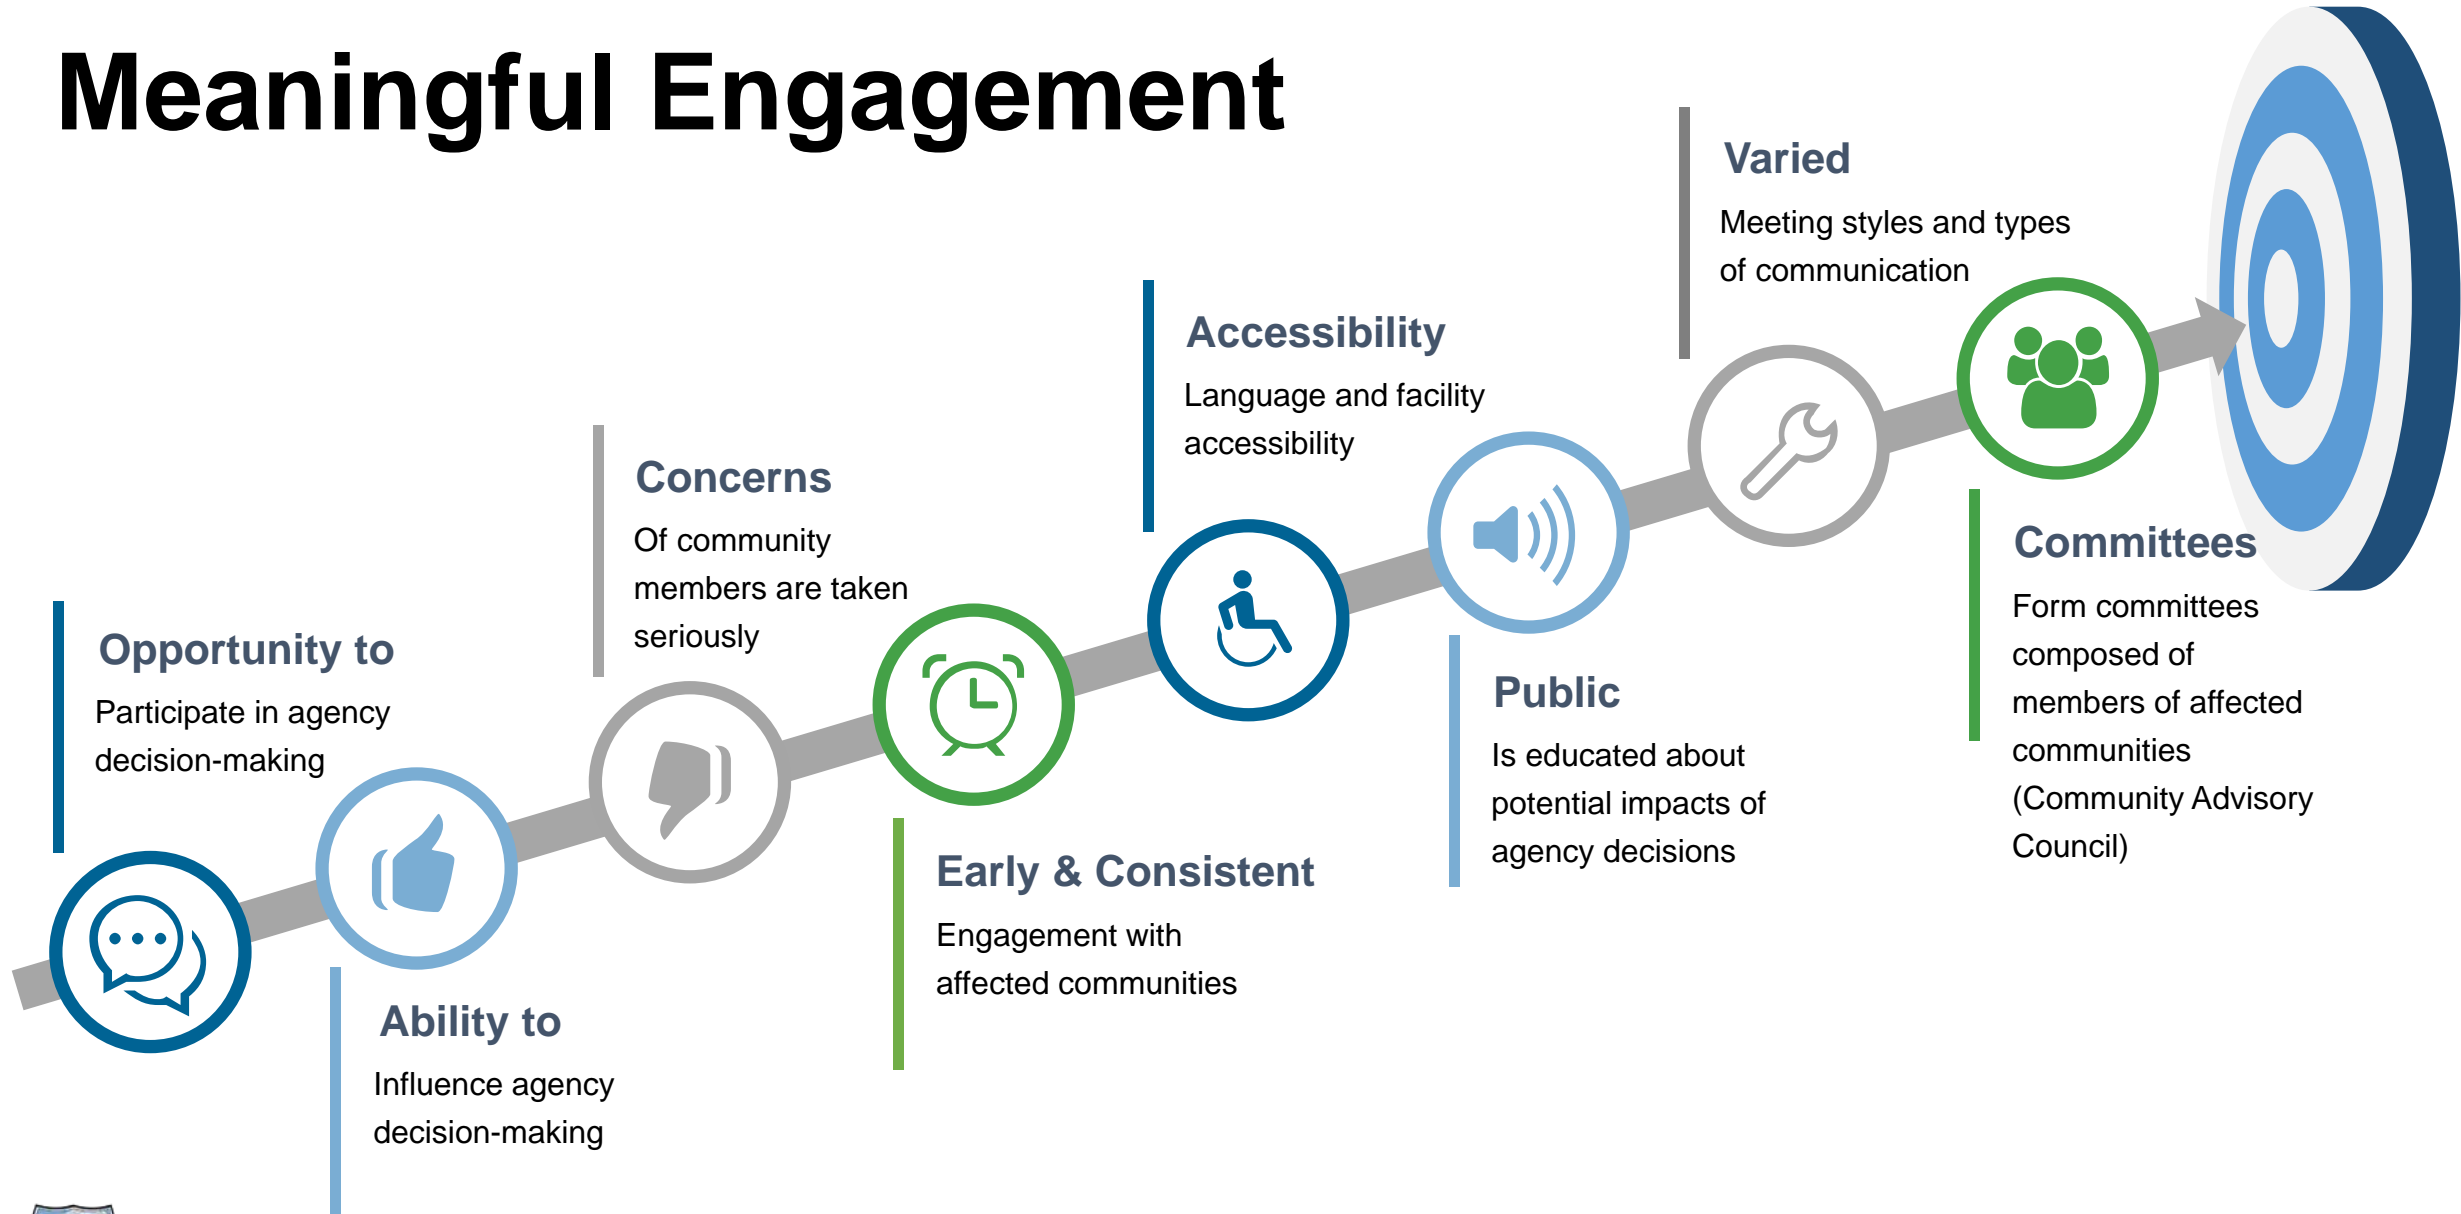 Meaningful Engagement
Opportunity to
Participate in agency
decision-making
Ability to
Influence agency
decision-making
Concerns
Of community
members are taken
seriously
Early & Consistent
Engagement with
affected communities
Accessibility
Language and facility
accessibility
Public
Is educated about
potential impacts of
agency decisions
Varied
Meeting styles and types
of communication
Committees
Form committees
composed of
members of affected
communities
(Community Advisory
Council)